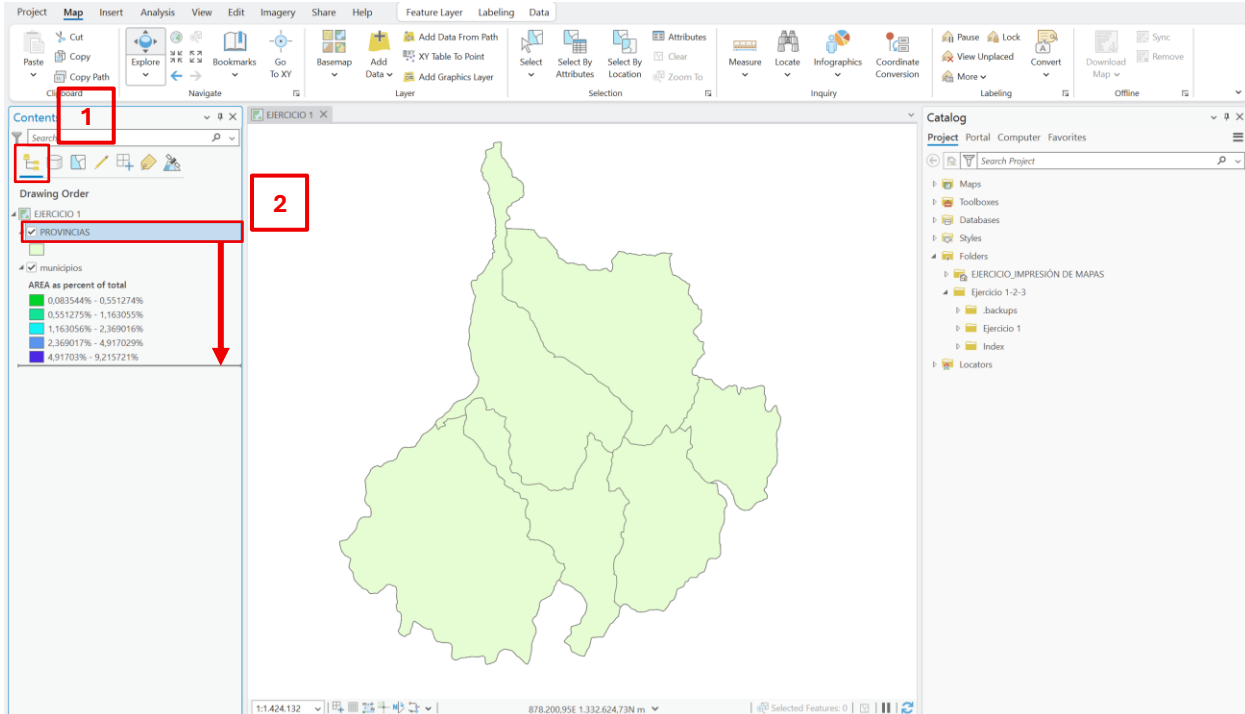 Project Map Insert Analysis View Edit Imagery Share Help Feature Layer Labeling Data
Paste
Cut
Copy
Copy Path
Clipboard
Explore
Bookmarks
Go To XY
Navigate
Basemap
Add Data
Add Data From Path
XY Table To Point
Add Graphics Layer
Layer
Select
Select By Attributes
Select By Location
Attributes
Clear
Zoom To
Selection
Measure
Locate
Infographics
Coordinate Conversion
Inquiry
Pause
Lock
View Unplaced
More
Convert
Labeling
Download Map
Sync
Remove
Offline
Contents
1
Search
Drawing Order
EJERCICIO 1
PROVINCIAS
municipios
AREA as percent of total
0,083544% - 0,551274%
0,551275% - 1,163055%
1,163056% - 2,369016%
2,369017% - 4,917029%
4,91703% - 9,215721%
2
EJERCICIO 1
1:1.424.132
878.200,95E 1.332.624,73N m
Selected Features: 0
Catalog
Project Portal Computer Favorites
Search Project
Maps
Toolboxes
Databases
Styles
Folders
EJERCICIO_IMPRESIÓN DE MAPAS
Ejercicio 1-2-3
.backups
Ejercicio 1
Index
Locators